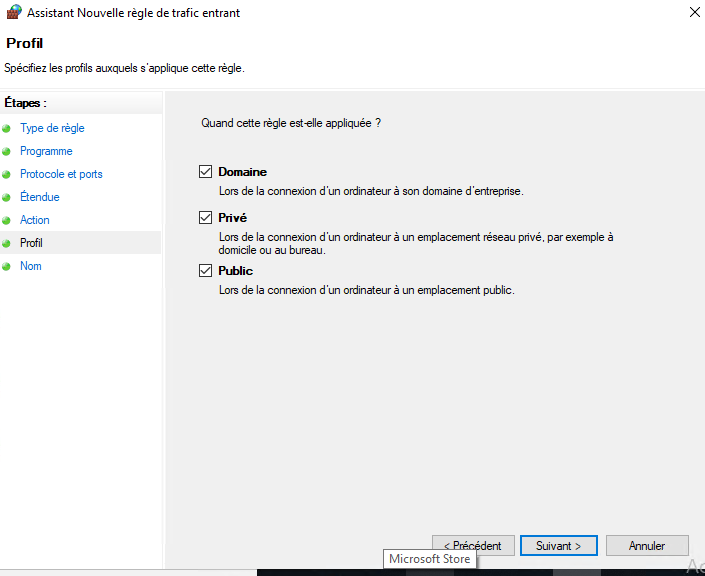 Assistant Nouvelle règle de trafic entrant
Profil
Spécifiez les profils auxquels s'applique cette règle.
Étapes :
Type de règle
Programme
Protocole et ports
Étendue
Action
Profil
Nom
Quand cette règle est-elle appliquée ?
Domaine
Lors de la connexion d'un ordinateur à son domaine d'entreprise.
Privé
Lors de la connexion d'un ordinateur à un emplacement réseau privé, par exemple à
domicile ou au bureau.
Public
Lors de la connexion d'un ordinateur à un emplacement public.
< Précédent
Suivant >
Annuler
Microsoft Store